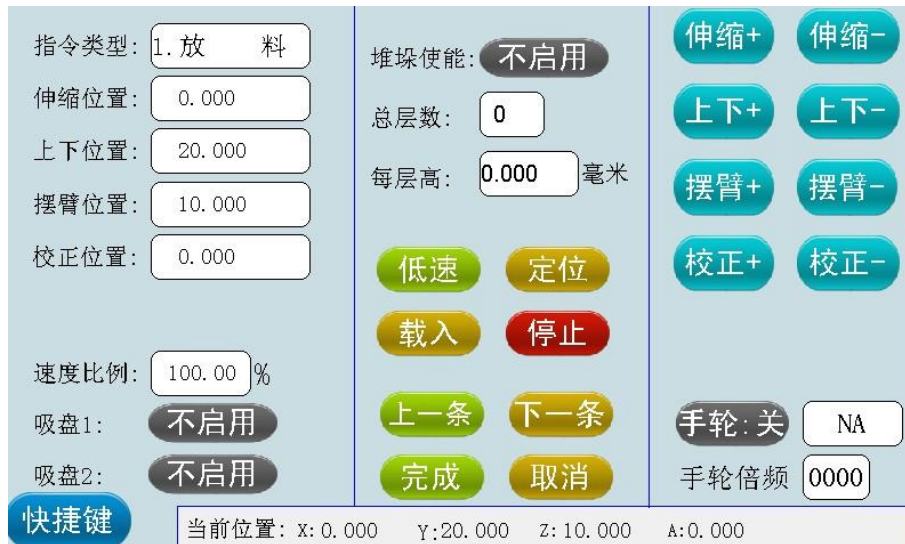 指令类型: 1.放 料
伸缩位置: 0.000
上下位置: 20.000
摆臂位置: 10.000
校正位置: 0.000
速度比例: 100.00 %
吸盘1: 不启用
吸盘2: 不启用
快捷键
堆垛使能: 不启用
总层数: 0
每层高: 0.000 毫米
低速 定位
载入 停止
上一条 下一条
完成 取消
伸缩+ 伸缩-
上下+ 上下-
摆臂+ 摆臂-
校正+ 校正-
手轮:关 NA
手轮倍频 0000
当前位置: X:0.000 Y:20.000 Z:10.000 A:0.000